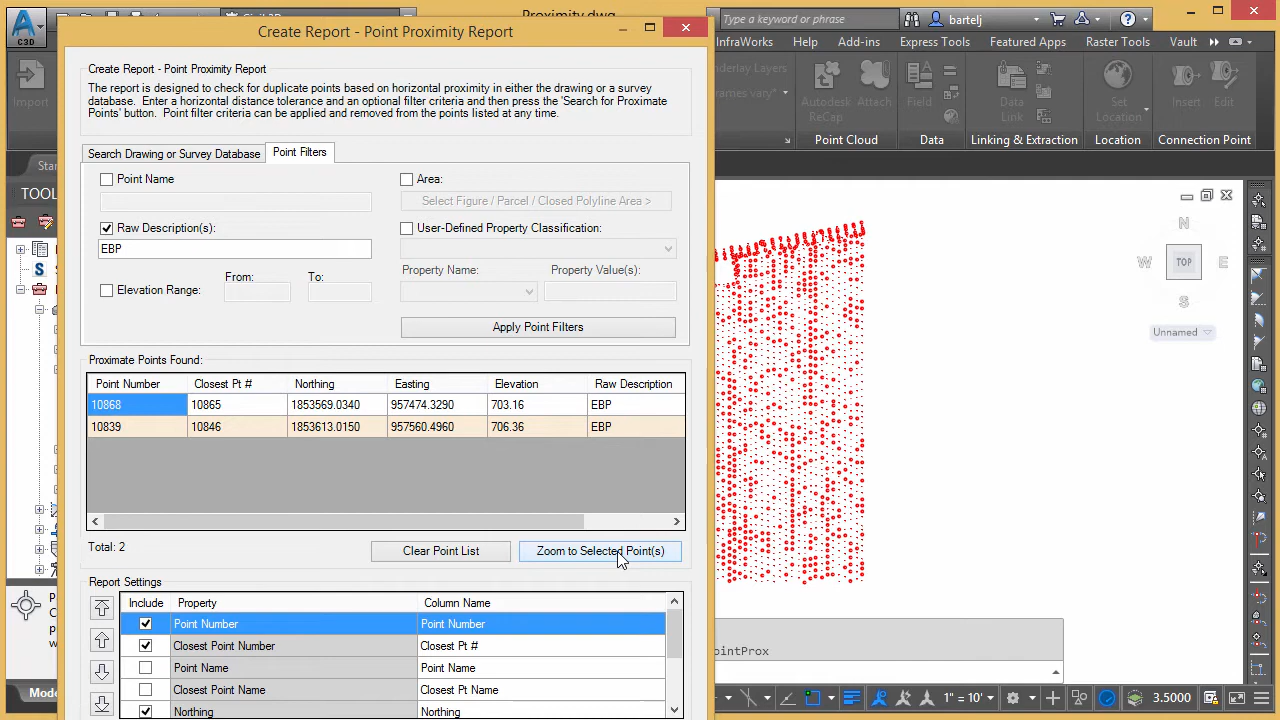 Proximity.dwg
Type a keyword or phrase
bartelj
C3D
Create Report - Point Proximity Report
InfraWorks Help Add-ins Express Tools Featured Apps Raster Tools Vault
Import
Autodesk ReCap
Attach
Field
Data Link
Set Location
Insert
Edit
Point Cloud
Data
Linking & Extraction
Location
Connection Point
Create Report - Point Proximity Report
The report is designed to check for duplicate points based on horizontal proximity in either the drawing or a survey
database. Enter a horizontal distance tolerance and an optional filter criteria and then press the 'Search for Proximate
Points' button. Point filter criteria can be applied and removed from the points listed at any time.
Search Drawing or Survey Database Point Filters
Point Name
Area:
Select Figure / Parcel / Closed Polyline Area >
Raw Description(s):
User-Defined Property Classification:
EBP
From: To: Property Name: Property Value(s):
Elevation Range:
Apply Point Filters
N
W TOP E
S
Unnamed
Proximate Points Found:
Point Number Closest Pt # Northing Easting Elevation Raw Description
10868 10865 1853569.0340 957474.3290 703.16 EBP
10839 10846 1853613.0150 957560.4960 706.36 EBP
Total: 2
Clear Point List Zoom to Selected Point(s)
Report Settings
Include Property Column Name
Point Number Point Number
Closest Point Number Closest Pt #
Point Name Point Name
Closest Point Name Closest Pt Name
Northing Northing
1" = 10' 3.5000